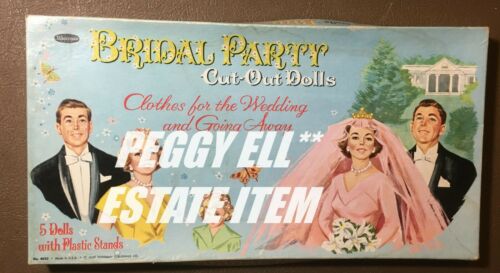 Whitman
BRIDAL PARTY
Cut-Out Dolls
Clothes for the Wedding
and Going Away
PEGGY ELL**
ESTATE ITEM
5 Dolls
with Plastic Stands